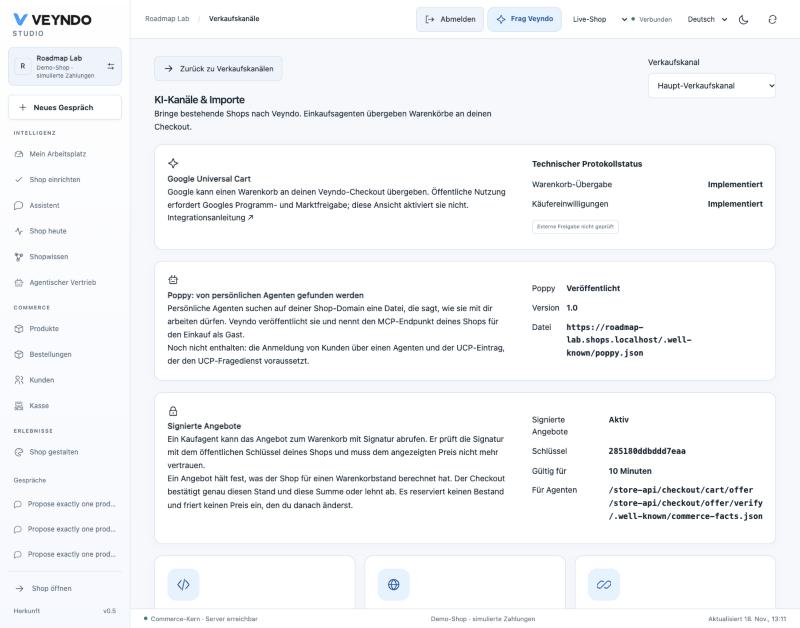 VEYNDO
STUDIO
R
Roadmap Lab
Demo-Shop · simulierte Zahlungen
Neues Gespräch
INTELLIGENZ
Mein Arbeitsplatz
Shop einrichten
Assistent
Shop heute
Shopwissen
Agentischer Vertrieb
COMMERCE
Produkte
Bestellungen
Kunden
Kasse
ERLEBNISSE
Shop gestalten
Gespräche
Propose exactly one prod...
Propose exactly one prod...
Propose exactly one prod...
Shop öffnen
Herkunft v0.5
Roadmap Lab / Verkaufskanäle
Abmelden
Frag Veyndo
Live-Shop
Verbunden
Deutsch
Zurück zu Verkaufskanälen
Verkaufskanal
Haupt-Verkaufskanal
KI-Kanäle & Importe
Bringe bestehende Shops nach Veyndo. Einkaufsagenten übergeben Warenkörbe an deinen
Checkout.
Google Universal Cart
Google kann einen Warenkorb an deinen Veyndo-Checkout übergeben. Öffentliche Nutzung
erfordert Googles Programm- und Marktfreigabe; diese Ansicht aktiviert sie nicht.
Integrationsanleitung ↗
Technischer Protokollstatus
Warenkorb-Übergabe Implementiert
Käufereinwilligungen Implementiert
Externe Freigabe nicht geprüft
Poppy: von persönlichen Agenten gefunden werden
Persönliche Agenten suchen auf deiner Shop-Domain eine Datei, die sagt, wie sie mit dir
arbeiten dürfen. Veyndo veröffentlicht sie und nennt den MCP-Endpunkt deines Shops für
den Einkauf als Gast.
Noch nicht enthalten: die Anmeldung von Kunden über einen Agenten und der UCP-Eintrag,
der den UCP-Fragedienst voraussetzt.
Poppy Veröffentlicht
Version 1.0
Datei https://roadmap-
lab.shops.localhost/.well-
known/poppy.json
Signierte Angebote
Ein Kaufagent kann das Angebot zum Warenkorb mit Signatur abrufen. Er prüft die Signatur
mit dem öffentlichen Schlüssel deines Shops und muss dem angezeigten Preis nicht mehr
vertrauen.
Ein Angebot hält fest, was der Shop für einen Warenkorbstand berechnet hat. Der Checkout
bestätigt genau diesen Stand und diese Summe oder lehnt ab. Es reserviert keinen Bestand
und friert keinen Preis ein, den du danach änderst.
Signierte Aktiv
Angebote
Schlüssel 285180ddbddd7eaa
Gültig für 10 Minuten
Für Agenten /store-api/checkout/cart/offer
/store-api/checkout/offer/verify
/.well-known/commerce-facts.json
Commerce-Kern · Server erreichbar
Demo-Shop · simulierte Zahlungen
Aktualisiert 18. Nov., 13:11